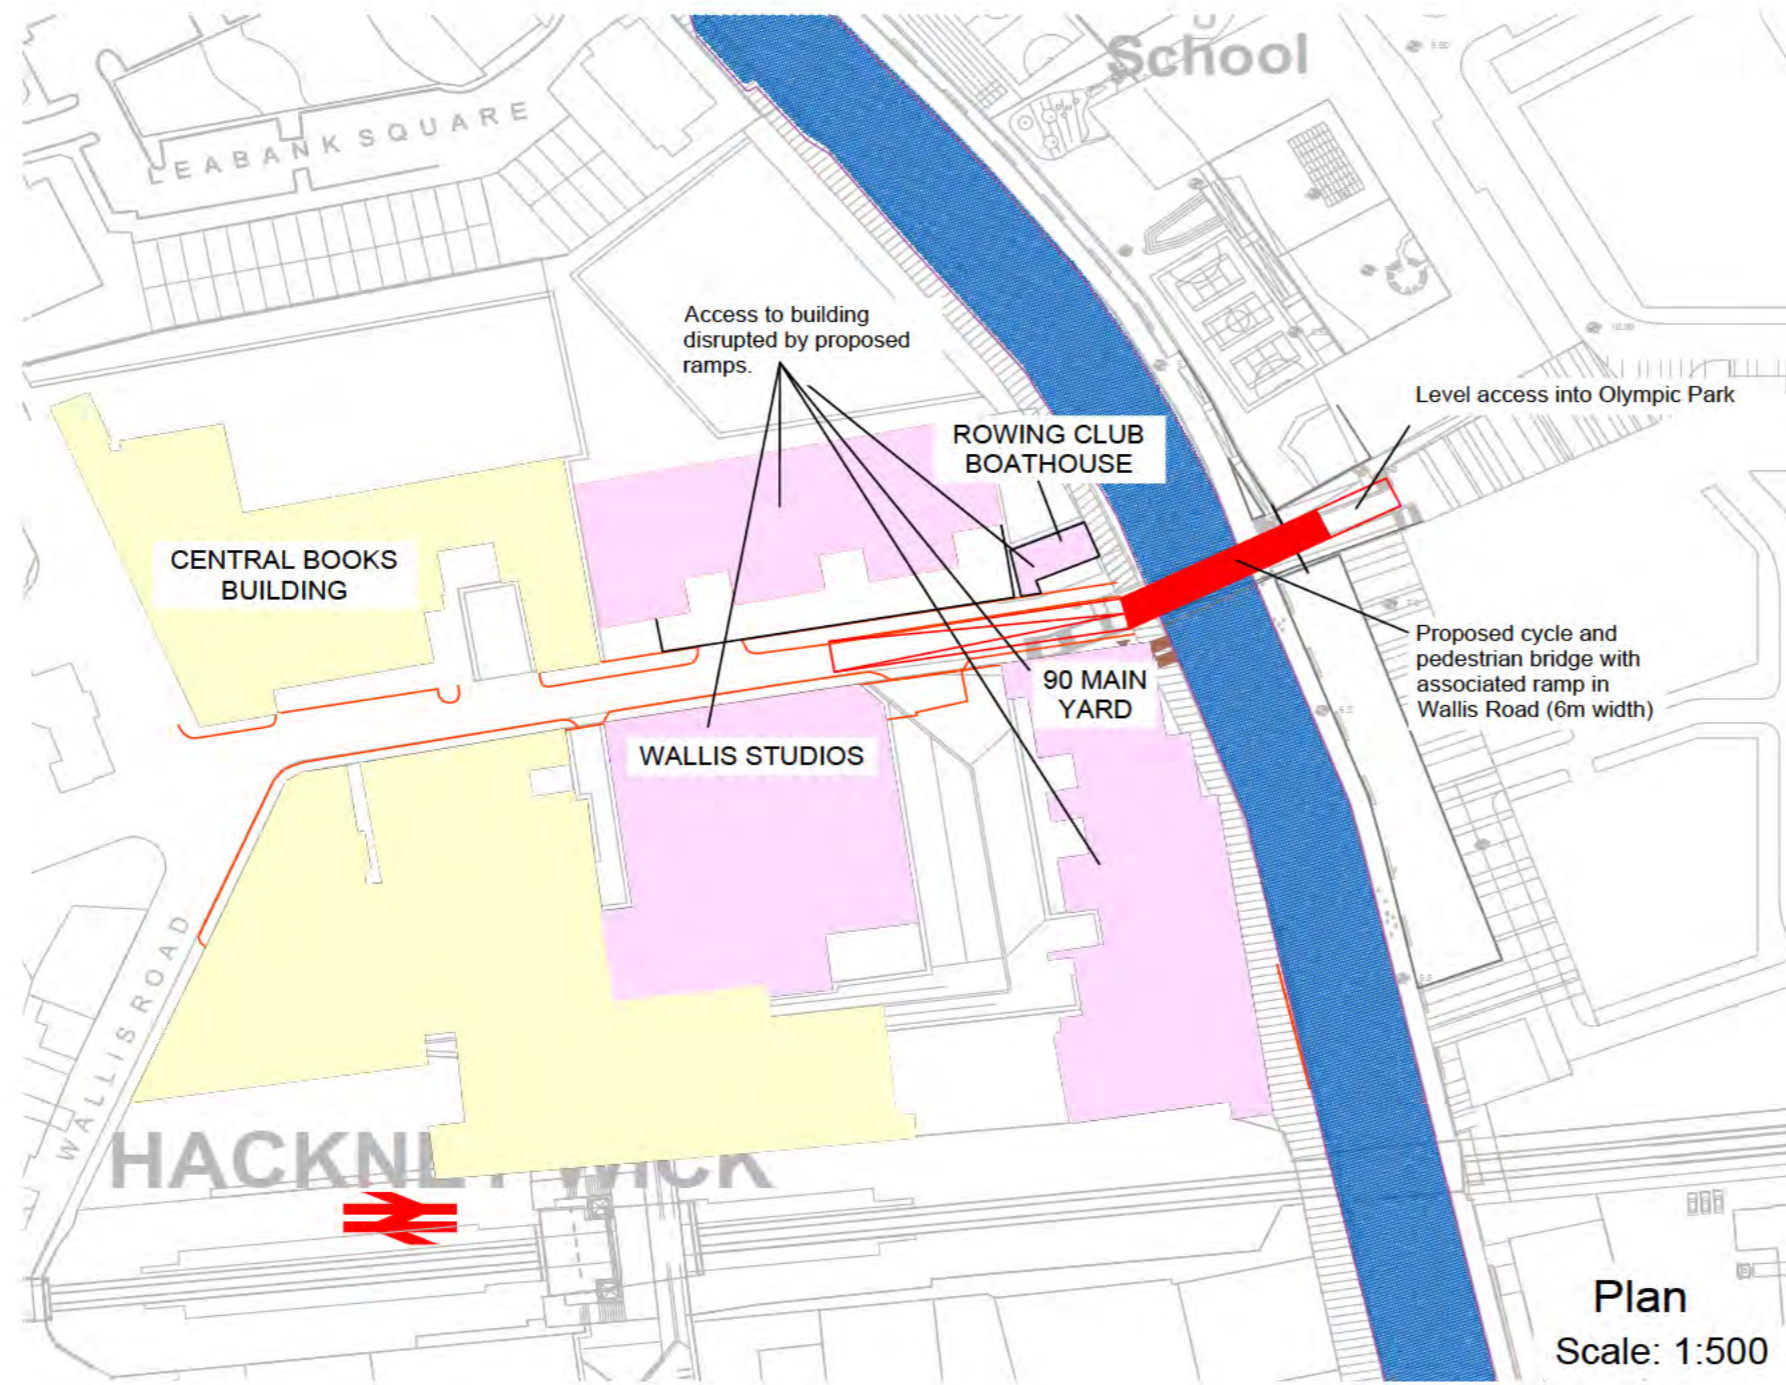 School
LEABANK SQUARE
Access to building
disrupted by proposed
ramps.
Level access into Olympic Park
ROWING CLUB
BOATHOUSE
CENTRAL BOOKS
BUILDING
Proposed cycle and
pedestrian bridge with
associated ramp in
Wallis Road (6m width)
90 MAIN
YARD
WALLIS STUDIOS
WALLIS ROAD
WICK
Plan
Scale: 1:500